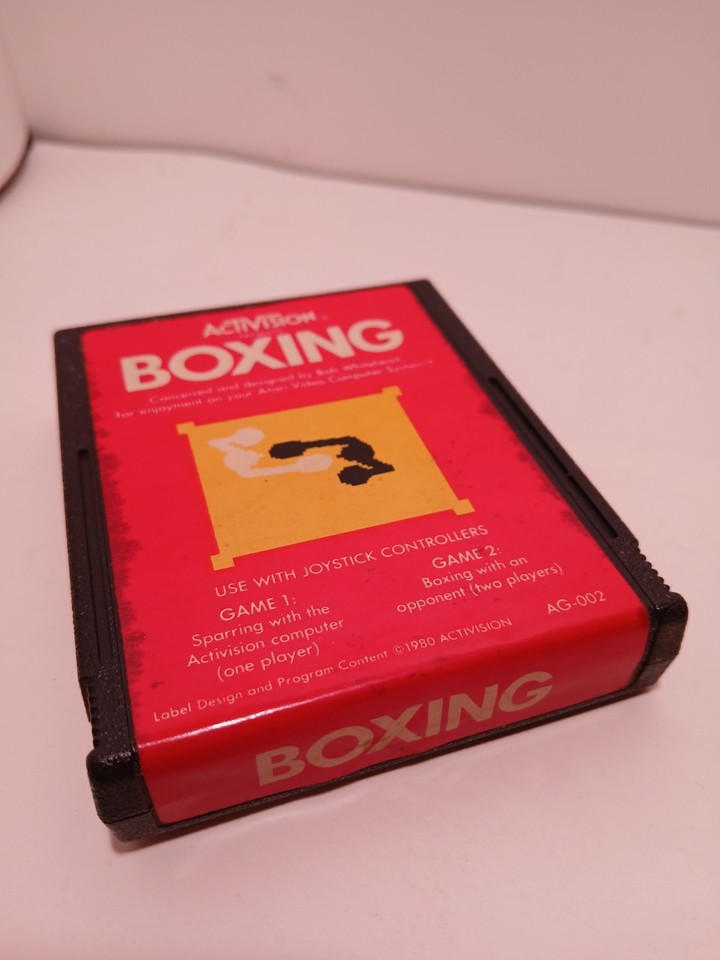 ACTIVISION™
BOXING
Conceived and designed by Bob Whitehead
for enjoyment on your Atari Video Computer System™
USE WITH JOYSTICK CONTROLLERS
GAME 1:
Sparring with the
Activision computer
(one player)
GAME 2:
Boxing with an
opponent (two players)
AG-002
Label Design and Program Content ©1980 ACTIVISION
BOXING